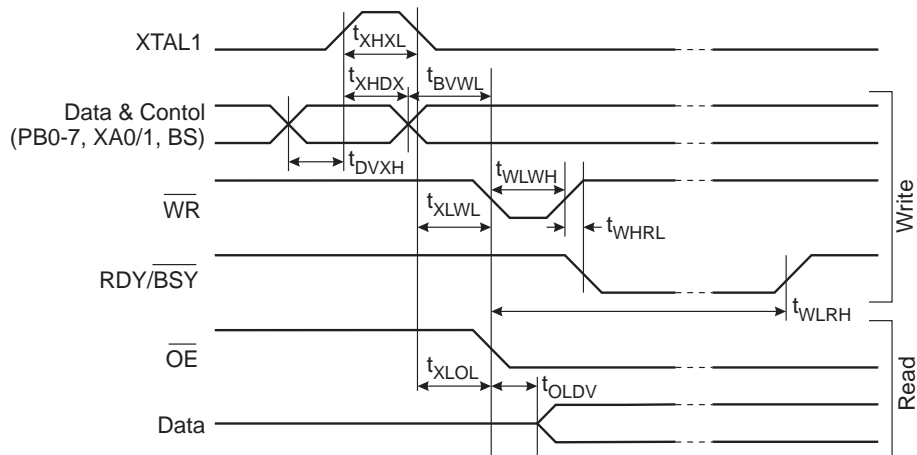 XTAL1
tXHXL
tXHDX
tBVWL
Data & Contol
(PB0-7, XA0/1, BS)
tDVXH
tWLWH
WR
tXLWL
tWHRL
Write
RDY/BSY
tWLRH
OE
tXLOL
tOLDV
Read
Data